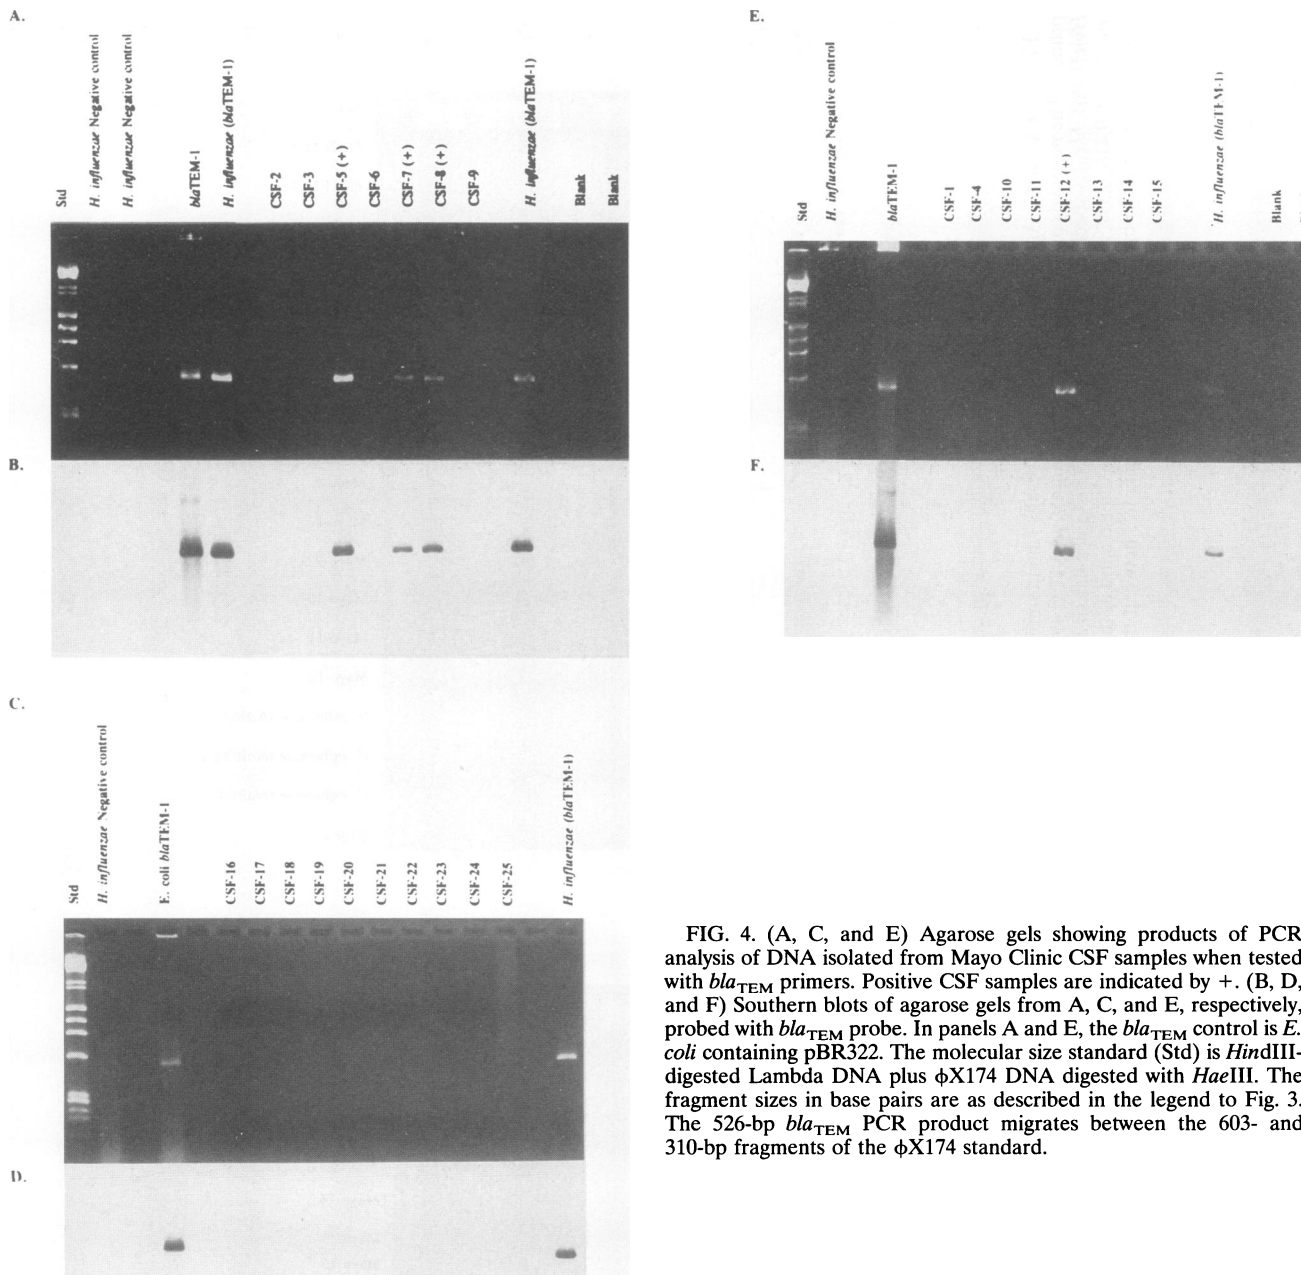 A.
Std
H. influenzae Negative control
H. influenzae Negative control
blaTEM-1
H. influenzae (blaTEM-1)
CSF-2
CSF-3
CSF-5 (+)
CSF-6
CSF-7 (+)
CSF-8 (+)
CSF-9
H. influenzae (blaTEM-1)
Blank
Blank
B.
C.
Std
H. influenzae Negative control
E. coli blaTEM-1
CSF-16
CSF-17
CSF-18
CSF-19
CSF-20
CSF-21
CSF-22
CSF-23
CSF-24
CSF-25
H. influenzae (blaTEM-1)
D.
E.
Std
H. influenzae Negative control
blaTEM-1
CSF-1
CSF-4
CSF-10
CSF-11
CSF-12 (+)
CSF-13
CSF-14
CSF-15
H. influenzae (blaTEM-1)
Blank
F.
FIG. 4. (A, C, and E) Agarose gels showing products of PCR
analysis of DNA isolated from Mayo Clinic CSF samples when tested
with blaTEM primers. Positive CSF samples are indicated by +. (B, D,
and F) Southern blots of agarose gels from A, C, and E, respectively,
probed with blaTEM probe. In panels A and E, the blaTEM control is E.
coli containing pBR322. The molecular size standard (Std) is HindIII-
digested Lambda DNA plus ϕX174 DNA digested with HaeIII. The
fragment sizes in base pairs are as described in the legend to Fig. 3.
The 526-bp blaTEM PCR product migrates between the 603- and
310-bp fragments of the ϕX174 standard.